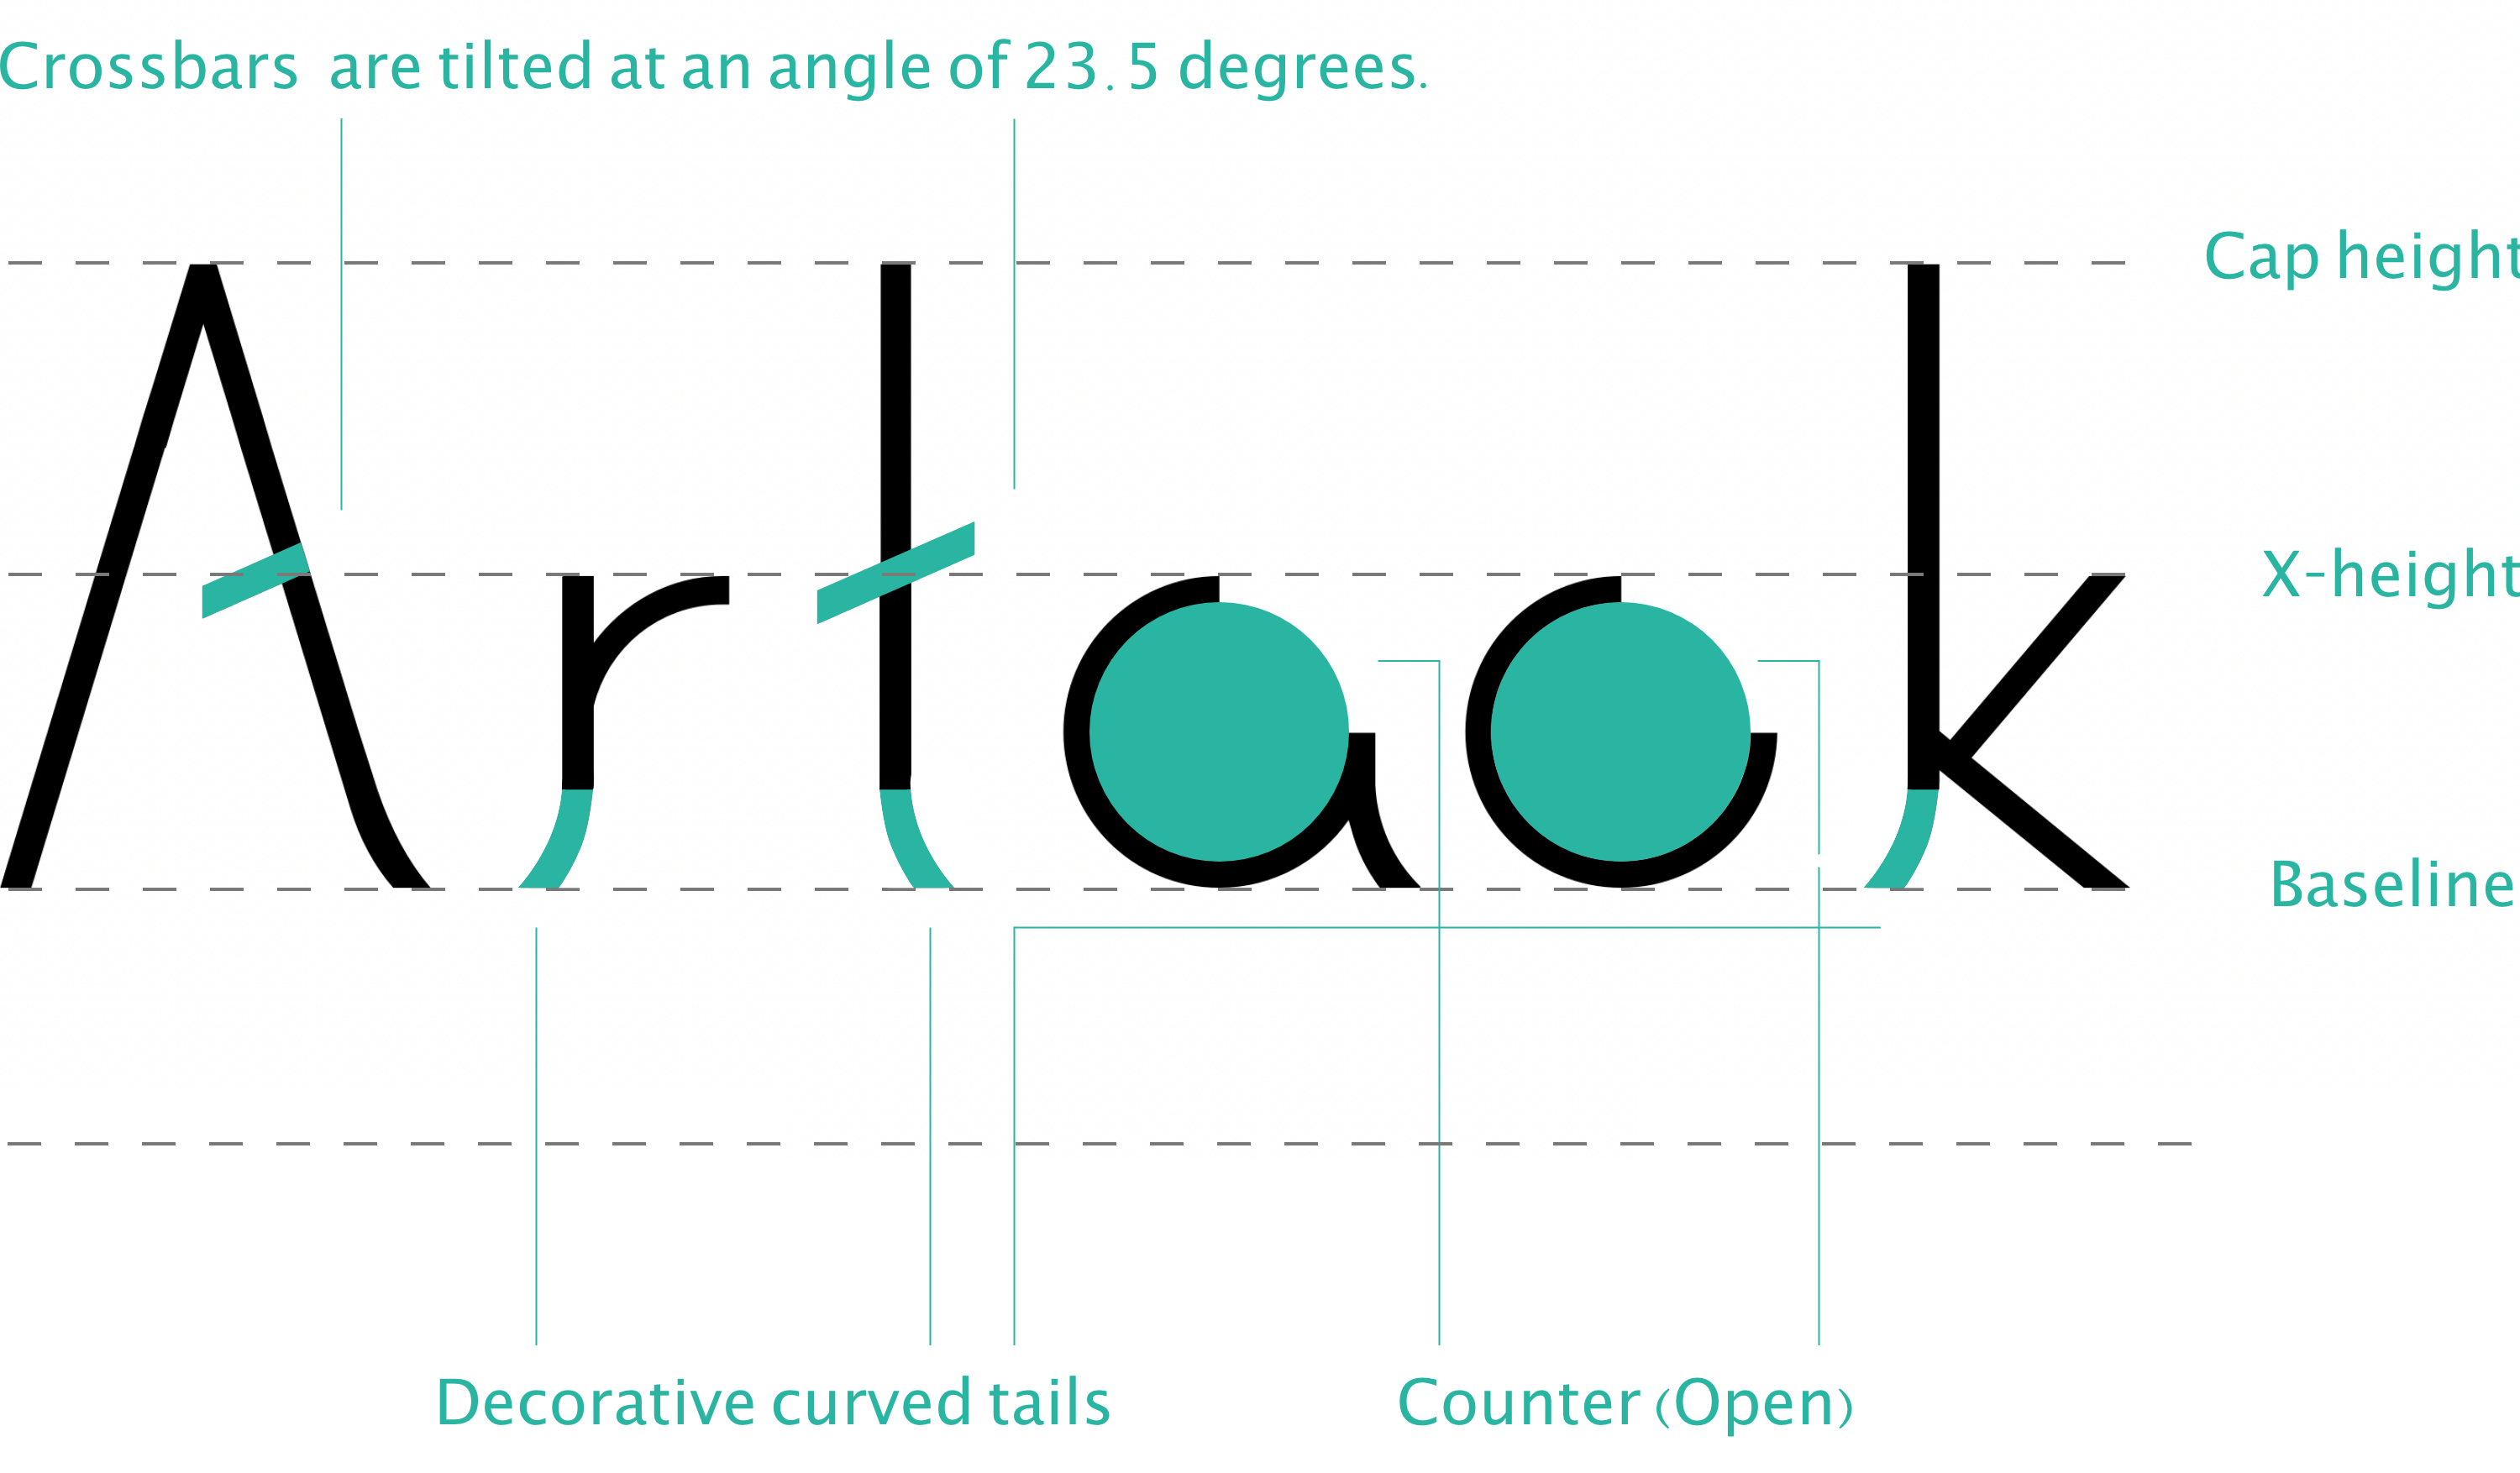 Crossbars are tilted at an angle of 23.5 degrees.
Cap height
Artack
X-height
Baseline
Decorative curved tails
Counter (Open)